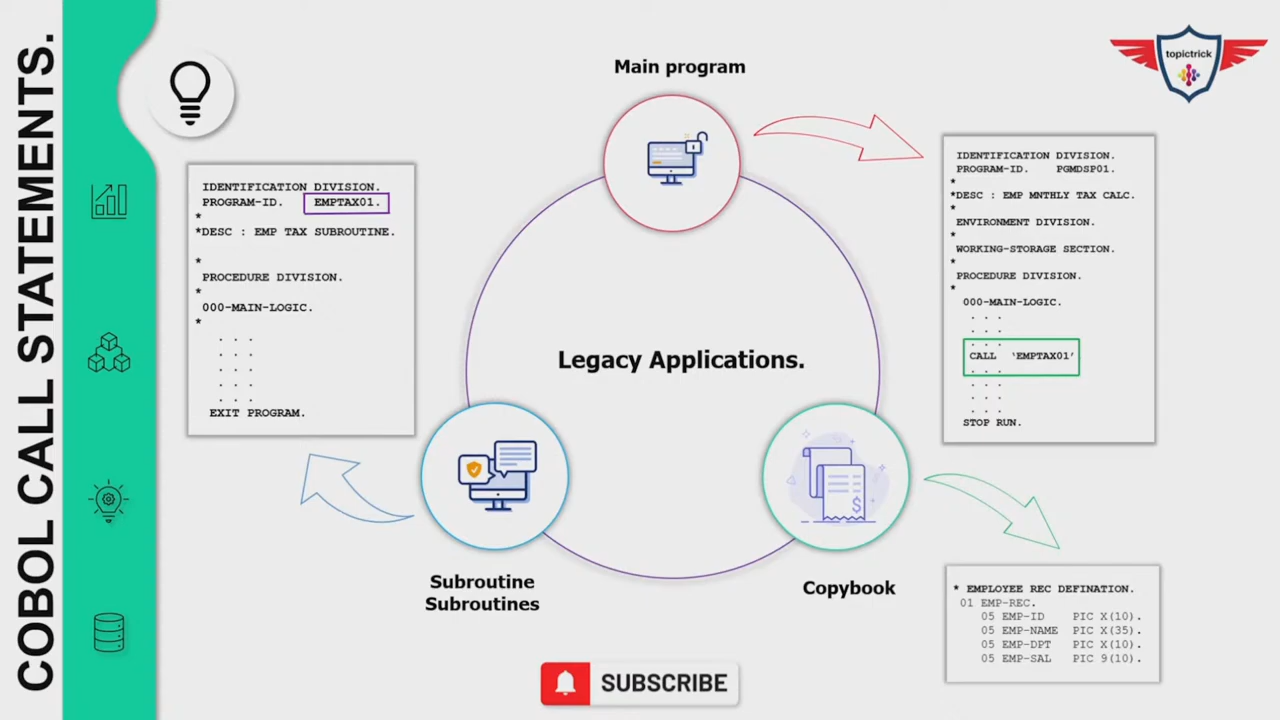 COBOL CALL STATEMENTS.
Main program
topictrick
IDENTIFICATION DIVISION.
PROGRAM-ID. EMPTAX01.
*
*DESC : EMP TAX SUBROUTINE.
*
PROCEDURE DIVISION.
*
000-MAIN-LOGIC.
*
. . .
. . .
. . .
. . .
. . .
EXIT PROGRAM.
IDENTIFICATION DIVISION.
PROGRAM-ID. PGMDSP01.
*
*DESC : EMP MNTHLY TAX CALC.
*
ENVIRONMENT DIVISION.
*
WORKING-STORAGE SECTION.
*
PROCEDURE DIVISION.
*
000-MAIN-LOGIC.
. . .
. . .
. . .
CALL ‘EMPTAX01’
. . .
. . .
. . .
. . .
STOP RUN.
Legacy Applications.
Subroutine
Subroutines
Copybook
* EMPLOYEE REC DEFINATION.
01 EMP-REC.
05 EMP-ID PIC X(10).
05 EMP-NAME PIC X(35).
05 EMP-DPT PIC X(10).
05 EMP-SAL PIC 9(10).
SUBSCRIBE